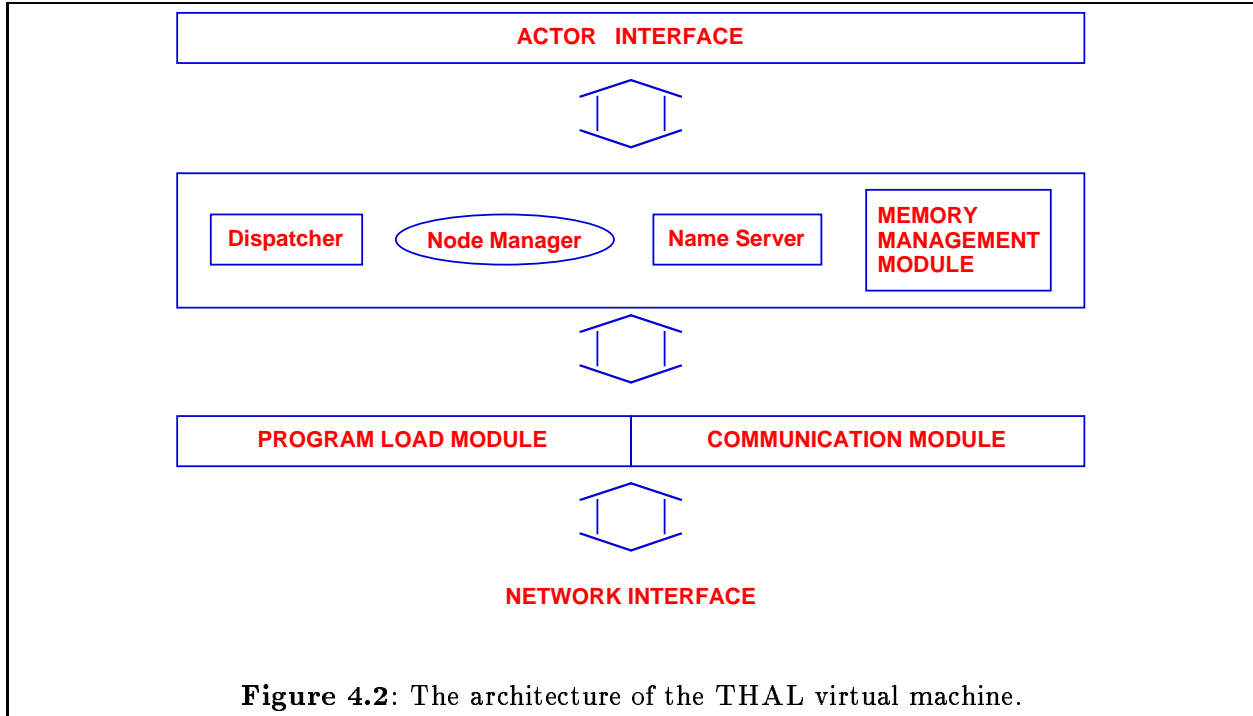 ACTOR INTERFACE
Dispatcher
Node Manager
Name Server
MEMORY
MANAGEMENT
MODULE
PROGRAM LOAD MODULE
COMMUNICATION MODULE
NETWORK INTERFACE
Figure 4.2: The architecture of the THAL virtual machine.